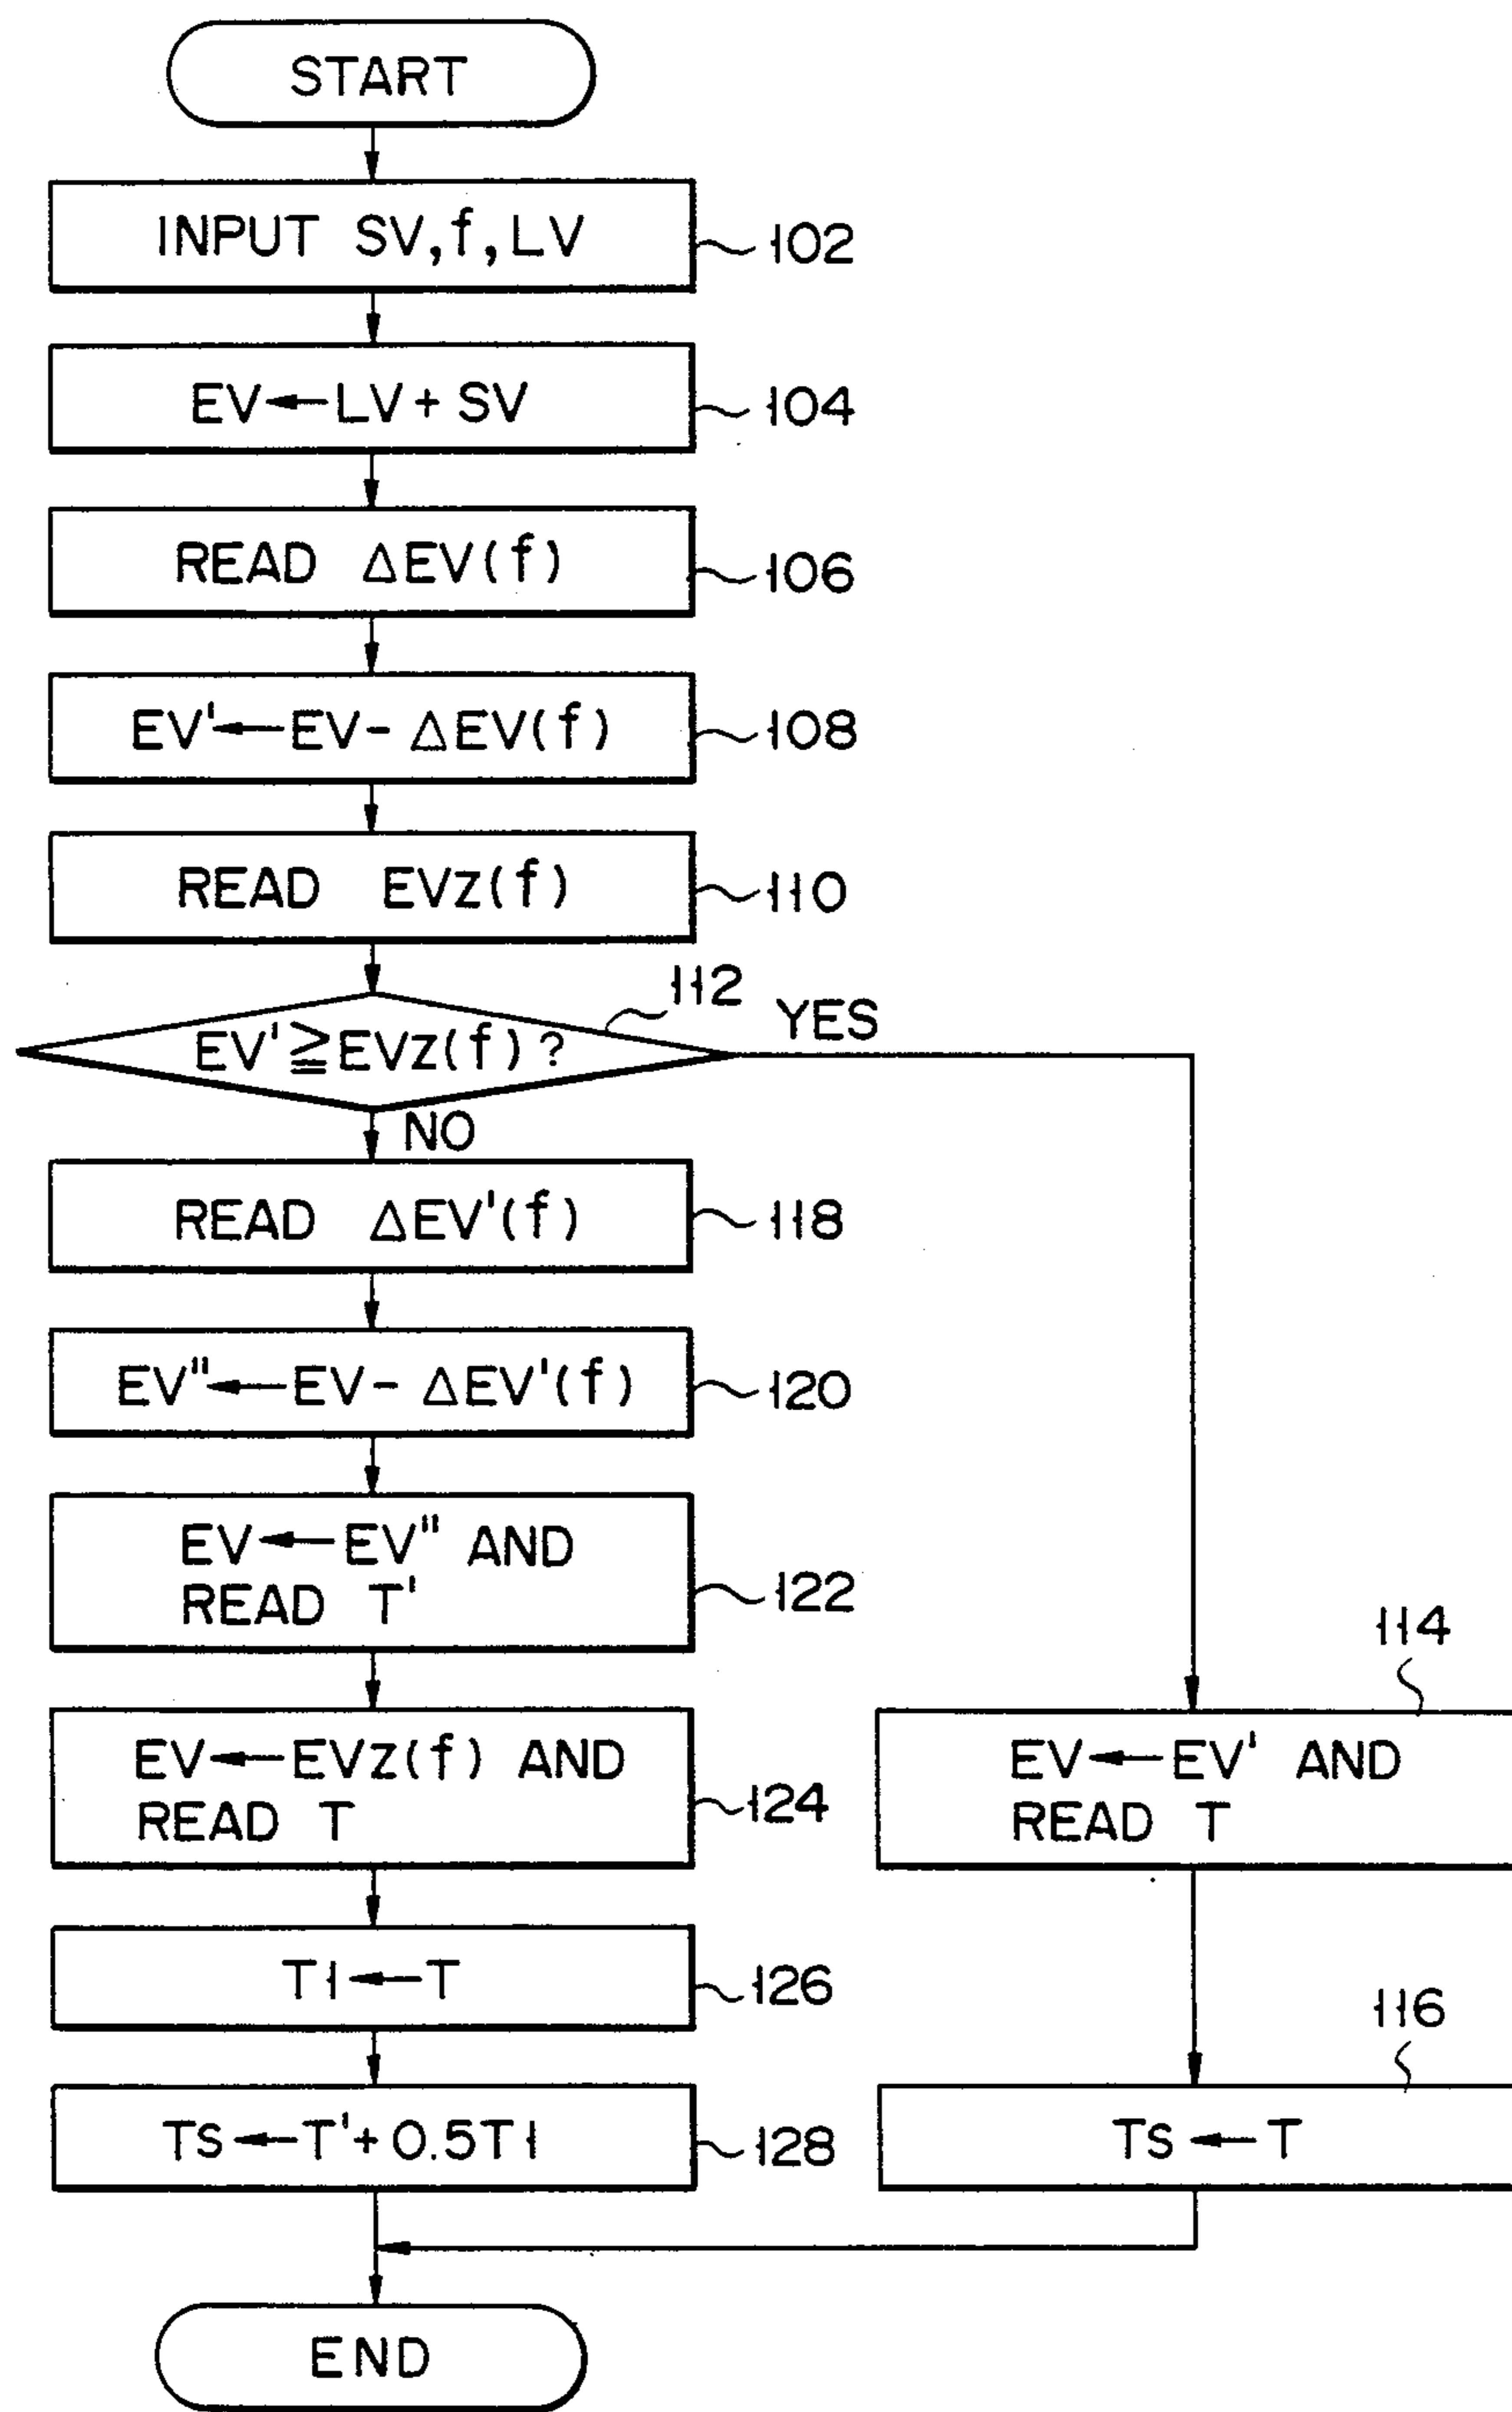 START
INPUT SV, f, LV
102
EV←LV+ SV
104
READ ΔEV(f)
106
EV'←EV- ΔEV(f)
108
READ EVz(f)
110
112
EV'≧EVz(f)?
YES
NO
READ ΔEV'(f)
118
EV"←EV- ΔEV'(f)
120
EV←EV" AND
READ T'
122
EV←EVz(f) AND
READ T
124
114
EV←EV' AND
READ T
T1←T
126
116
Ts←T'+0.5T1
128
Ts←T
END